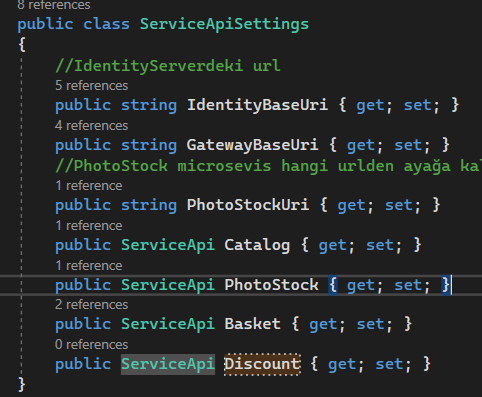 8 references
public class ServiceApiSettings
{
//IdentityServerdeki url
5 references
public string IdentityBaseUri { get; set; }
4 references
public string GatewayBaseUri { get; set; }
//PhotoStock microsevis hangi urlden ayağa
1 reference
public string PhotoStockUri { get; set; }
1 reference
public ServiceApi Catalog { get; set; }
1 reference
public ServiceApi PhotoStock { get; set; }
2 references
public ServiceApi Basket { get; set; }
0 references
public ServiceApi Discount { get; set; }
}